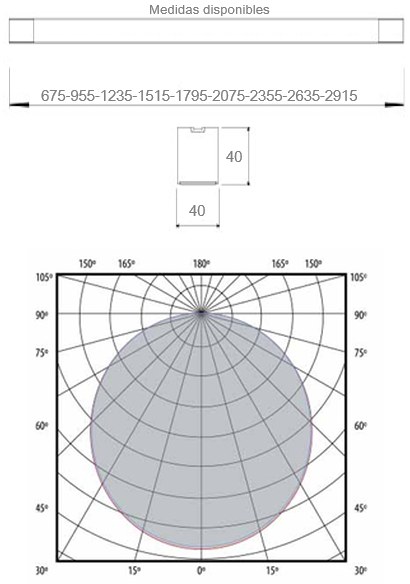 Medidas disponibles
675-955-1235-1515-1795-2075-2355-2635-2915
40
40
150º 165º 180º 165º 150º
105º 105º
90º 90º
75º 75º
60º 60º
45º 45º
30º 15º 0º 15º 30º